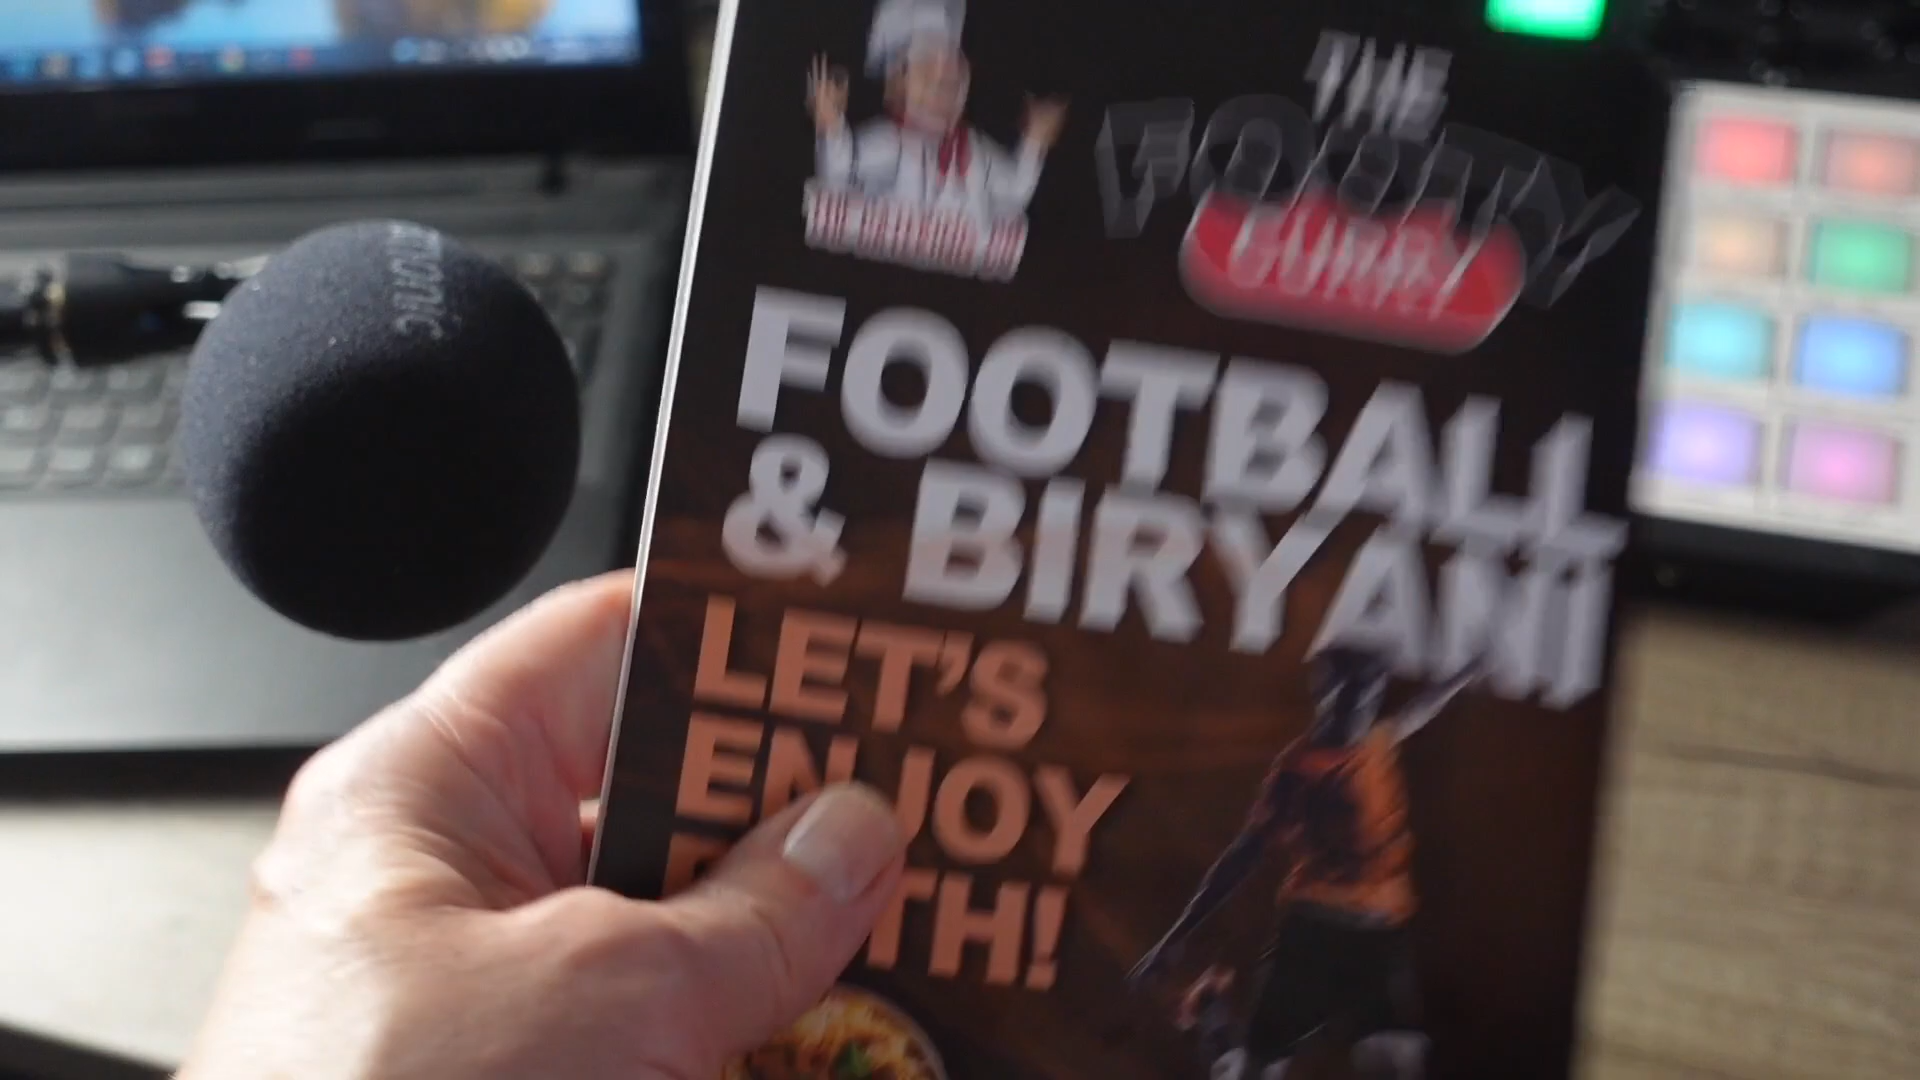 THE
FOOTY
CURRY
FOOTBALL
& BIRYANI
LET'S
ENJOY
TH!